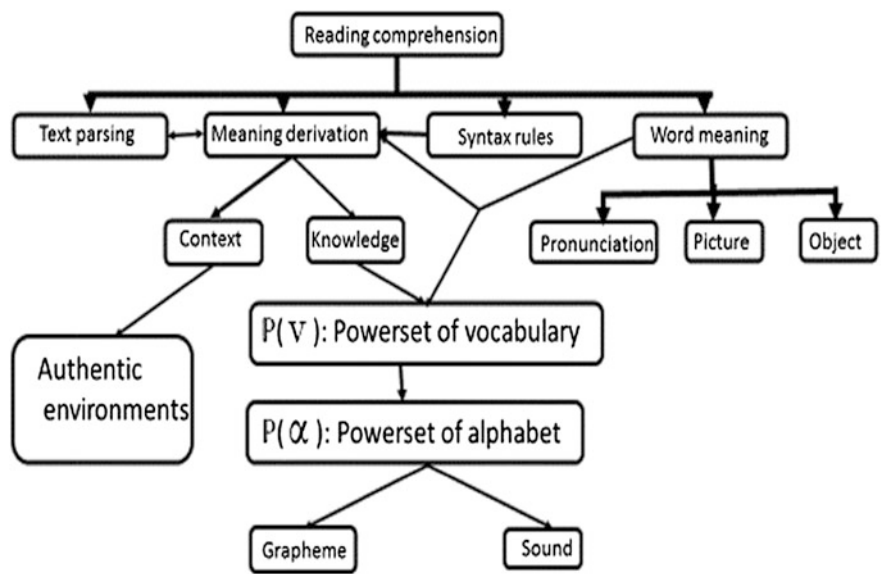 Reading comprehension
Text parsing
Meaning derivation
Syntax rules
Word meaning
Context
Knowledge
Pronunciation
Picture
Object
Authentic
environments
P(V): Powerset of vocabulary
P(α): Powerset of alphabet
Grapheme
Sound